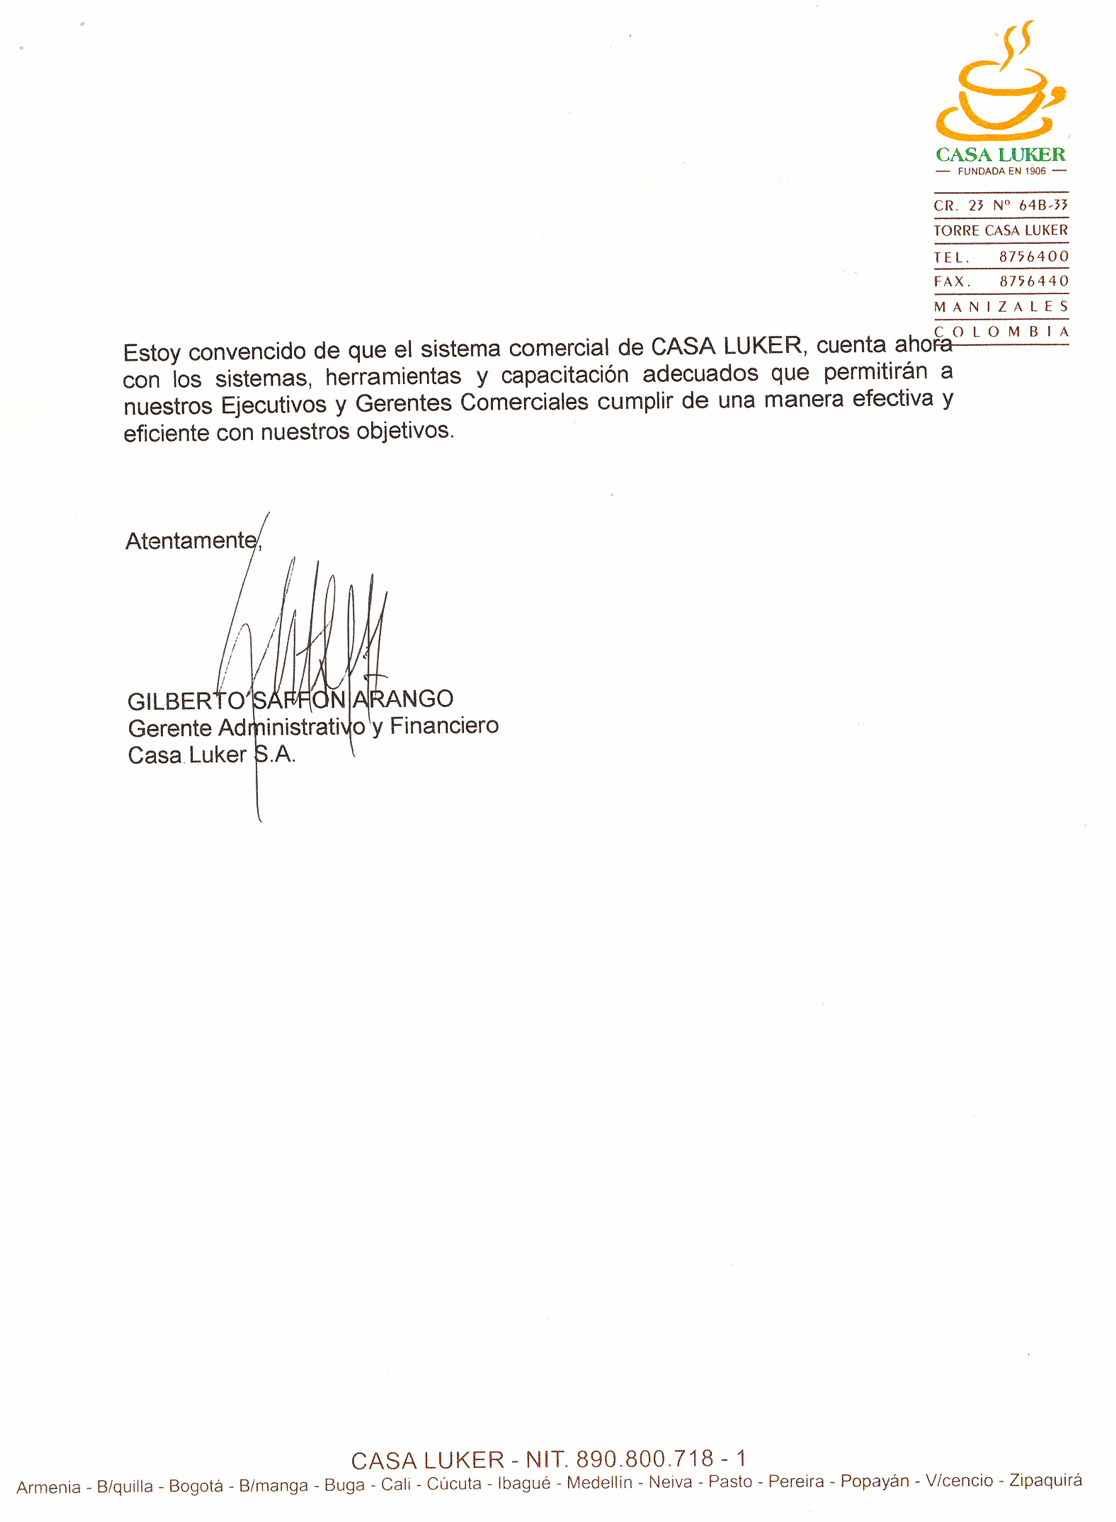 CASA LUKER
FUNDADA EN 1906
CR. 23 Nº 64B-33
TORRE CASA LUKER
TEL. 8756400
FAX. 8756440
MANIZALES
COLOMBIA
Estoy convencido de que el sistema comercial de CASA LUKER, cuenta ahora
con los sistemas, herramientas y capacitación adecuados que permitirán a
nuestros Ejecutivos y Gerentes Comerciales cumplir de una manera efectiva y
eficiente con nuestros objetivos.
Atentamente,
GILBERTO SAFFON ARANGO
Gerente Administrativo y Financiero
Casa Luker S.A.
CASA LUKER - NIT. 890.800.718 - 1
Armenia - B/quilla - Bogotá - B/manga - Buga - Cali - Cúcuta - Ibagué - Medellín - Neiva - Pasto - Pereira - Popayán - V/cencio - Zipaquirá